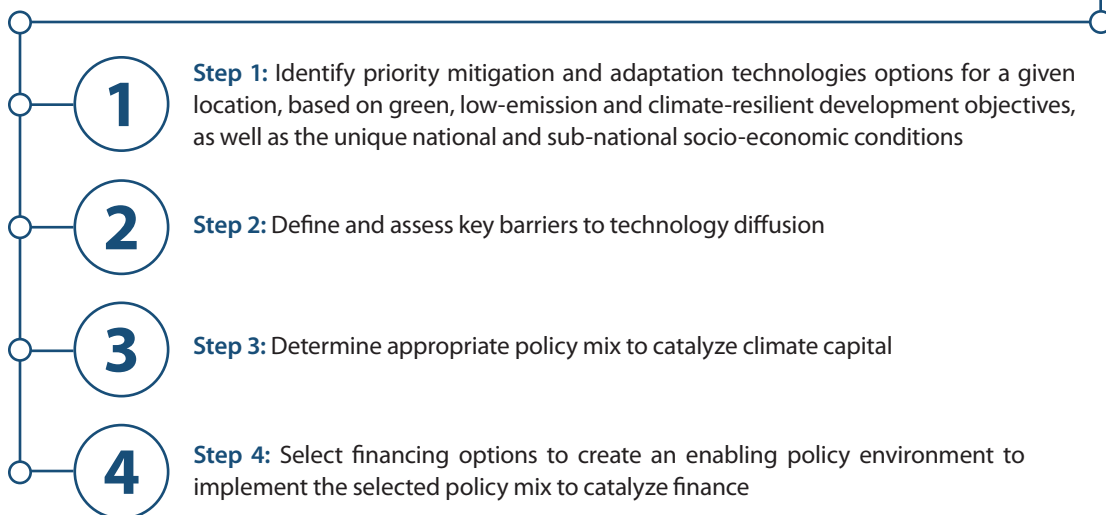 1
Step 1: Identify priority mitigation and adaptation technologies options for a given
location, based on green, low-emission and climate-resilient development objectives,
as well as the unique national and sub-national socio-economic conditions
2
Step 2: Define and assess key barriers to technology diffusion
3
Step 3: Determine appropriate policy mix to catalyze climate capital
4
Step 4: Select financing options to create an enabling policy environment to
implement the selected policy mix to catalyze finance